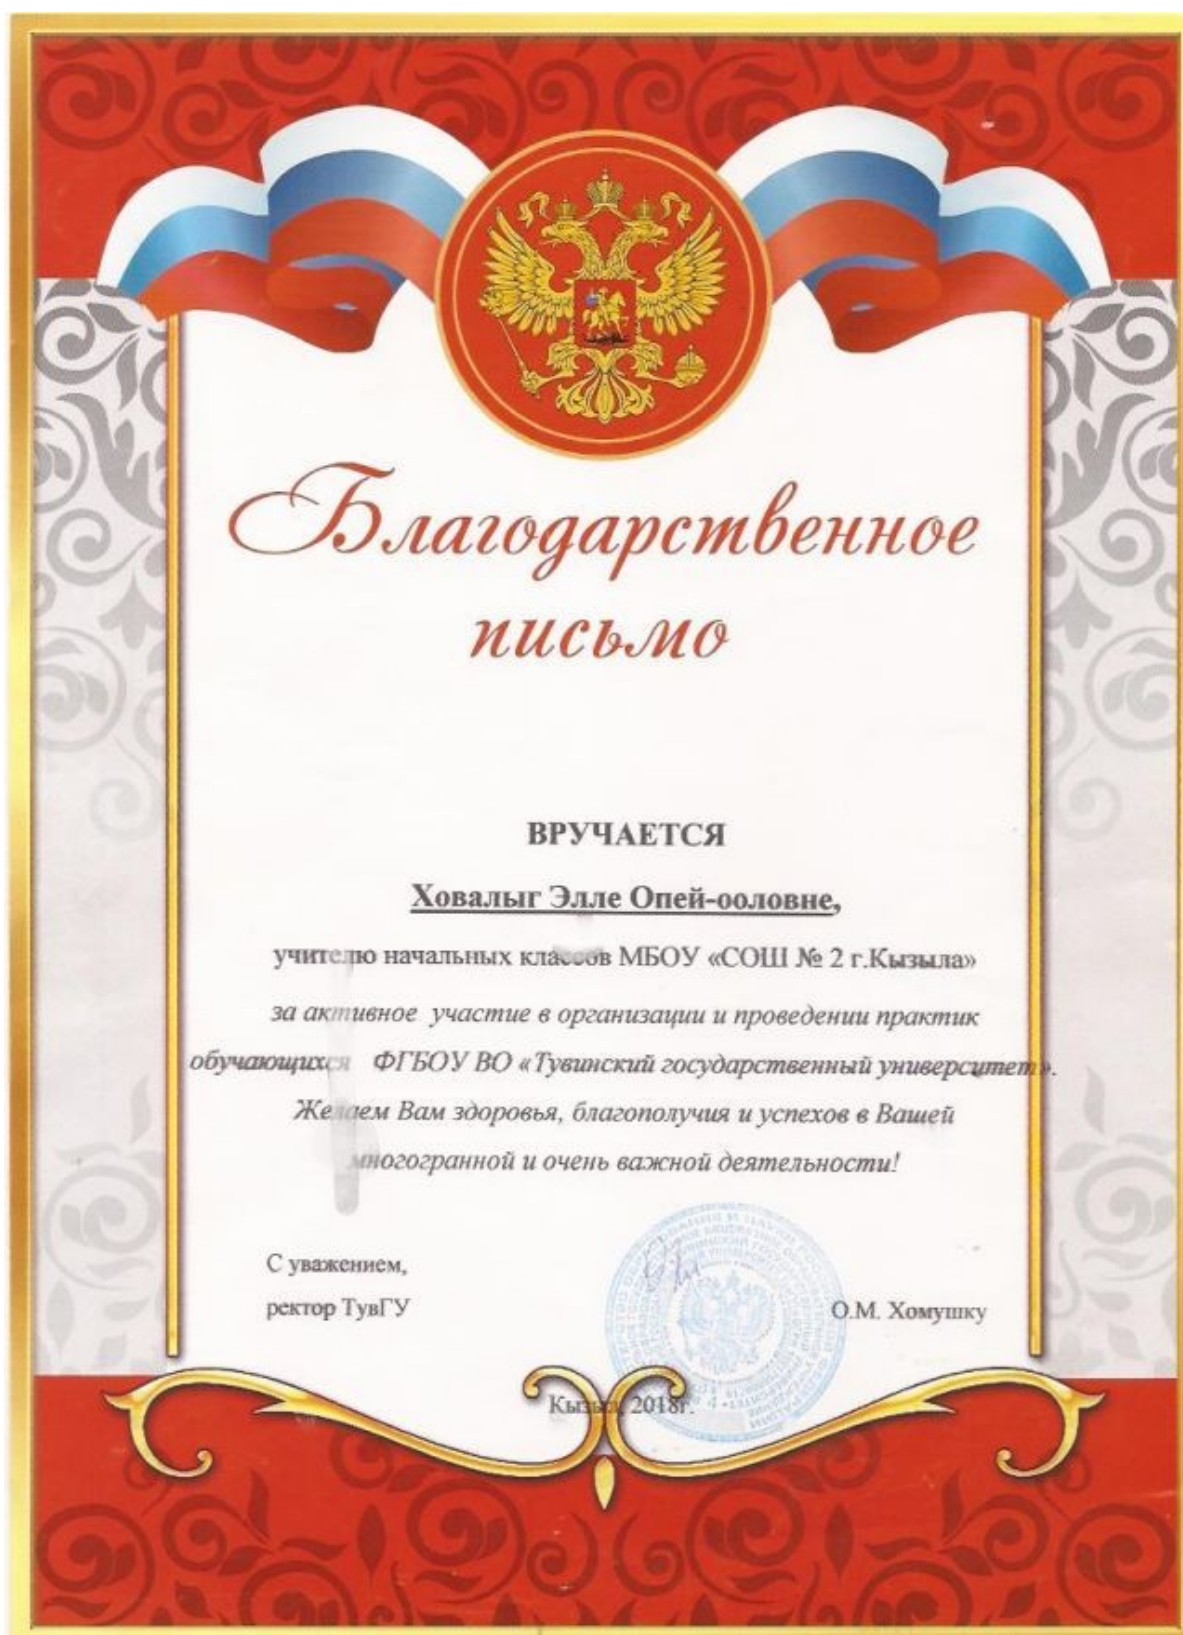 Благодарственное
письмо
ВРУЧАЕТСЯ
Ховалыг Элле Опей-ооловне,
учителю начальных классов МБОУ «СОШ № 2 г.Кызыла»
за активное участие в организации и проведении практик
обучающихся ФГБОУ ВО «Тувинский государственный университет».
Желаем Вам здоровья, благополучия и успехов в Вашей
многогранной и очень важной деятельности!
С уважением,
ректор ТувГУ
О.М. Хомушку
Кызыл, 2018г.